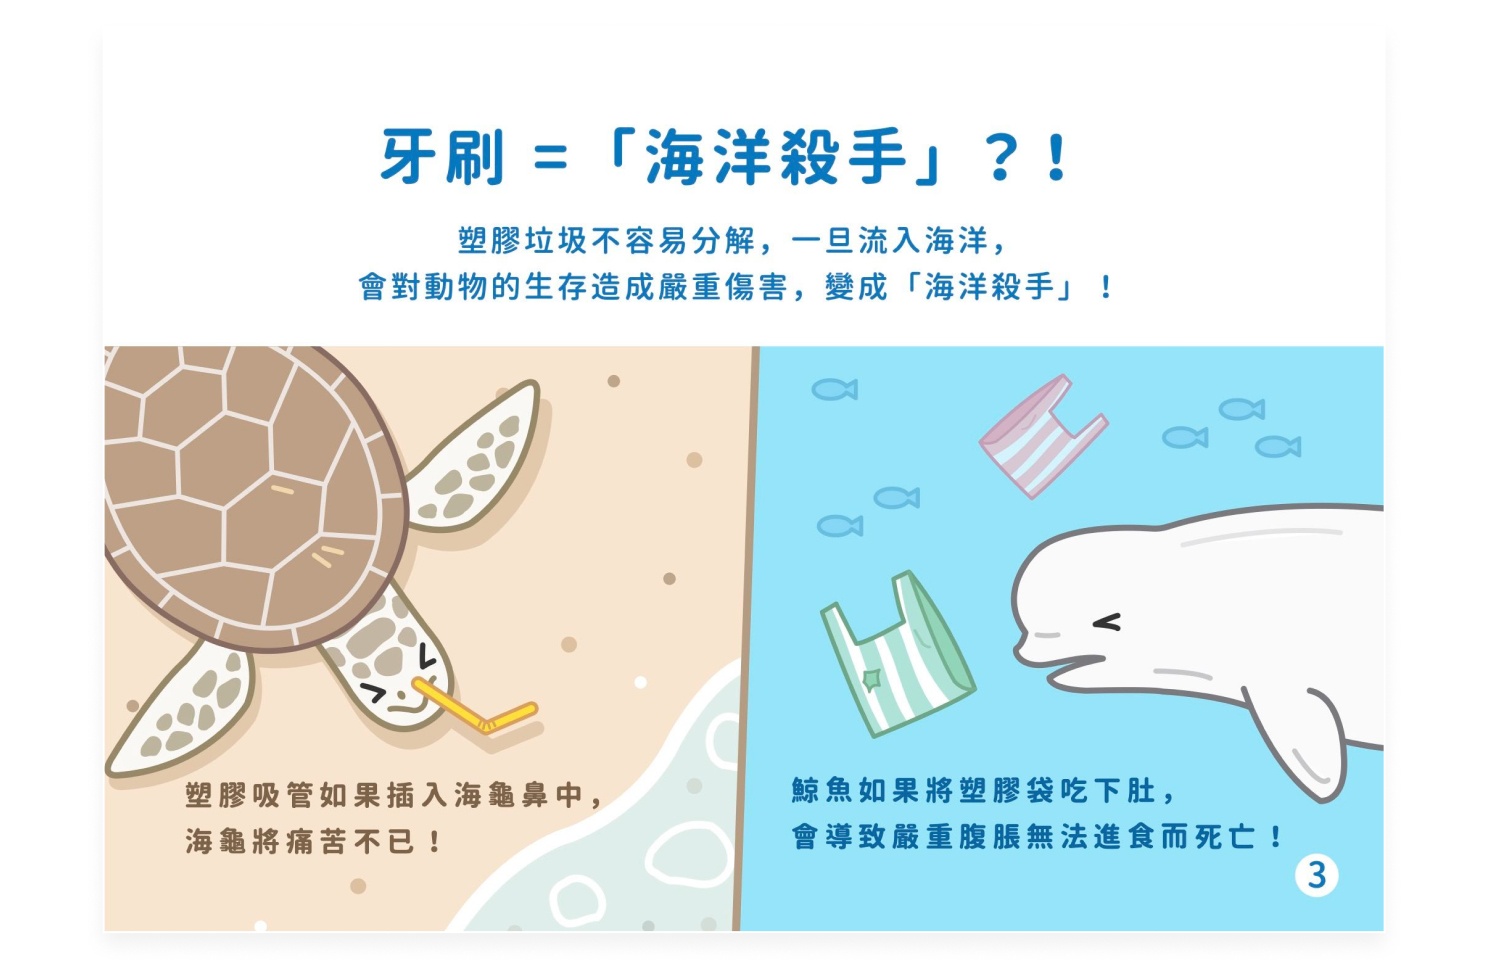 牙刷 =「海洋殺手」?!
塑膠垃圾不容易分解，一旦流入海洋，
會對動物的生存造成嚴重傷害，變成「海洋殺手」！
塑膠吸管如果插入海龜鼻中，
海龜將痛苦不已！
鯨魚如果將塑膠袋吃下肚，
會導致嚴重腹脹無法進食而死亡！
3